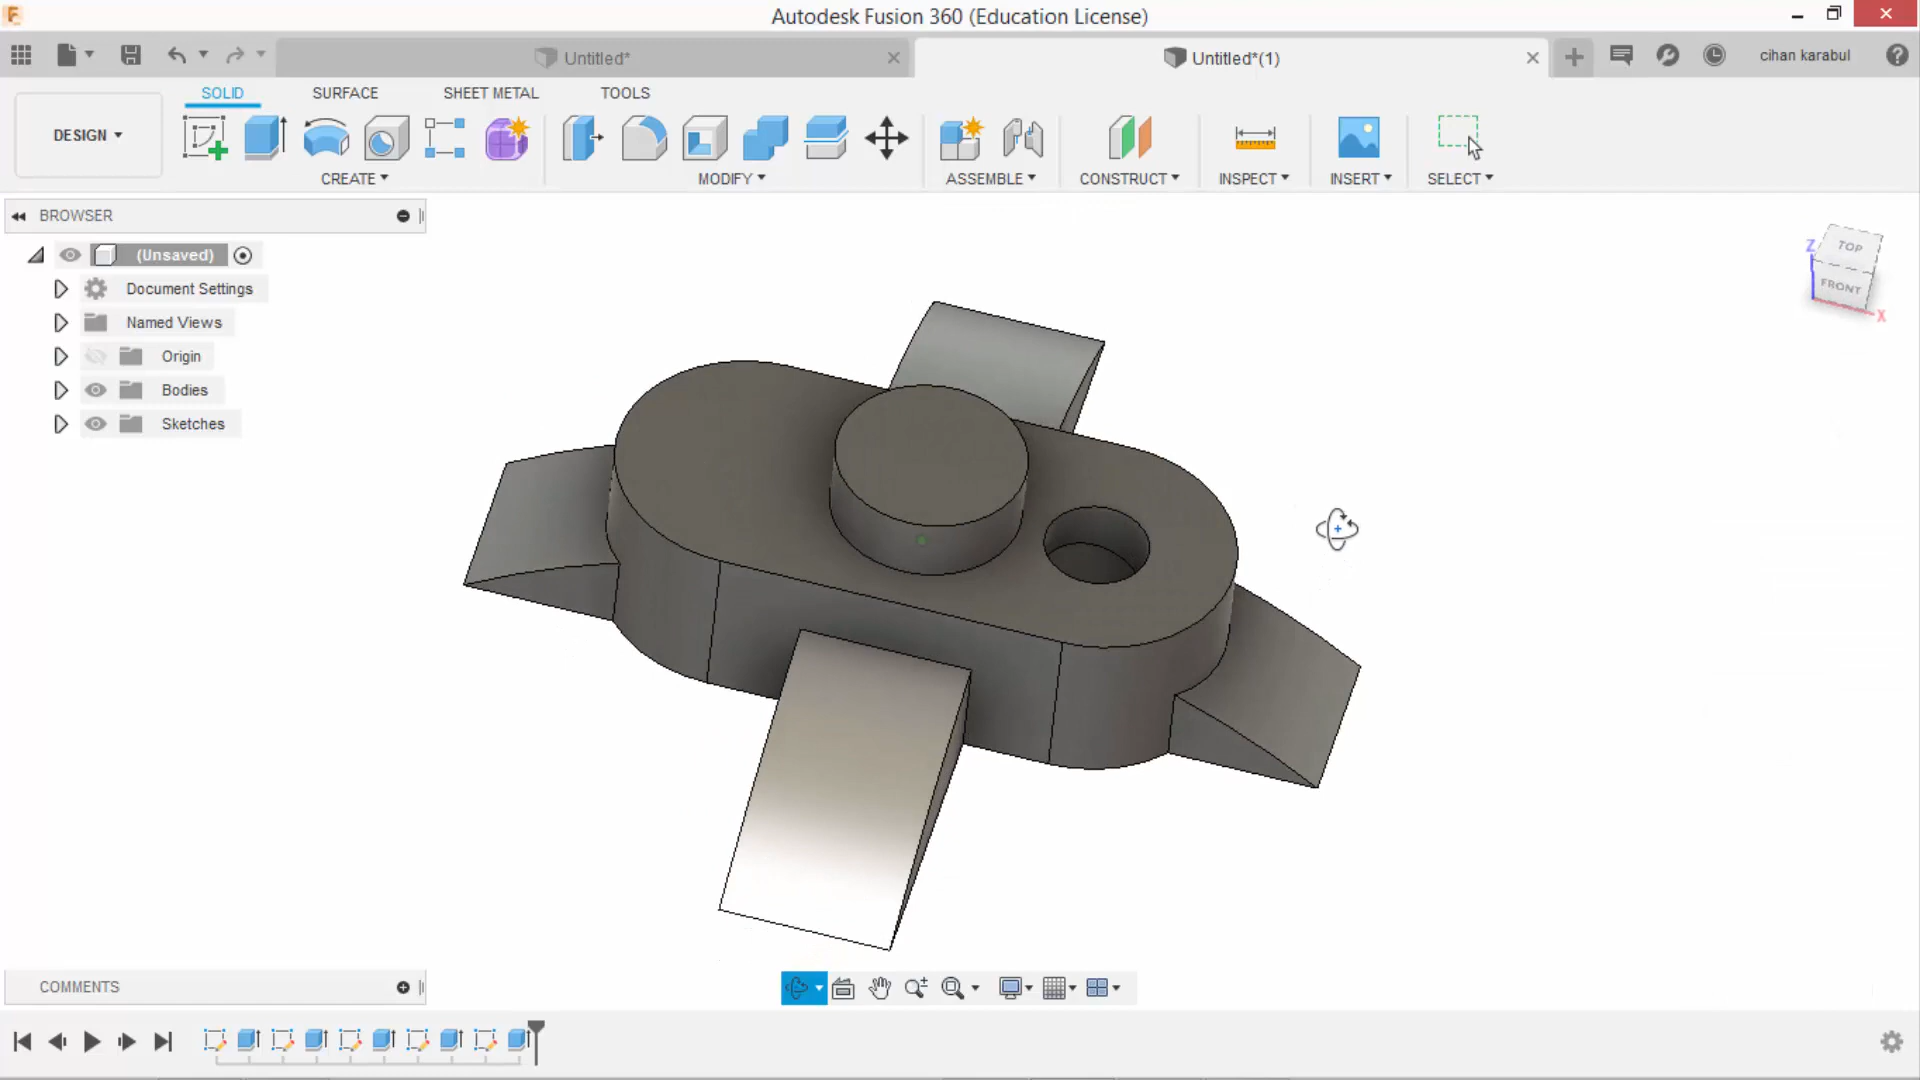 Autodesk Fusion 360 (Education License)
Untitled*
Untitled*(1)
cihan karabul
SOLID
SURFACE
SHEET METAL
TOOLS
DESIGN
CREATE
MODIFY
ASSEMBLE
CONSTRUCT
INSPECT
INSERT
SELECT
BROWSER
(Unsaved)
Document Settings
Named Views
Origin
Bodies
Sketches
Z
TOP
FRONT
X
COMMENTS